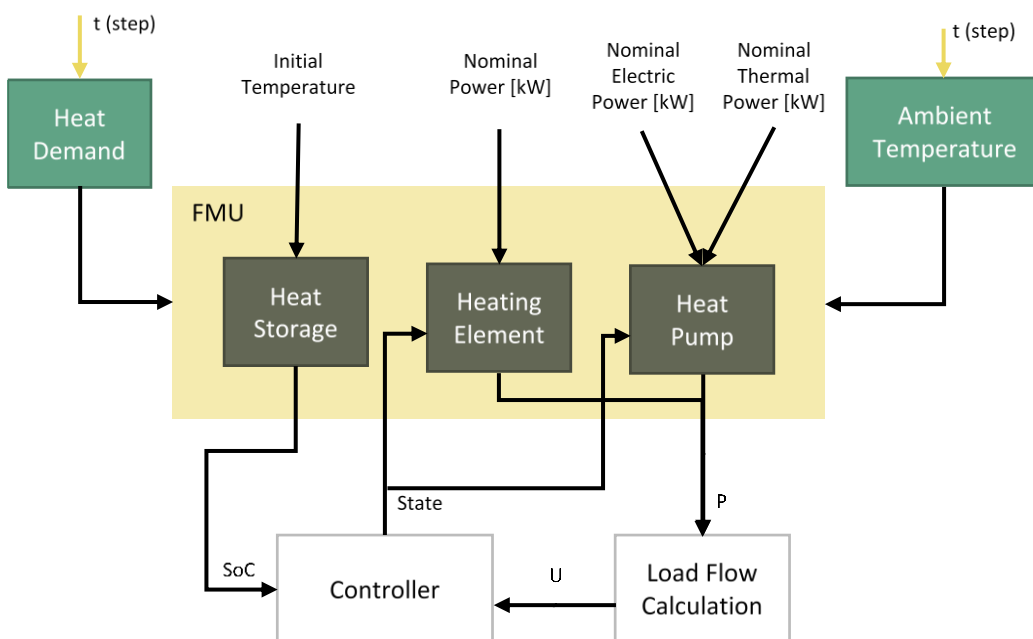 t (step)
t (step)
Initial
Temperature
Nominal
Power [kW]
Nominal
Electric
Power [kW]
Nominal
Thermal
Power [kW]
Heat
Demand
Ambient
Temperature
FMU
Heat
Storage
Heating
Element
Heat
Pump
State
P
SoC
U
Controller
Load Flow
Calculation